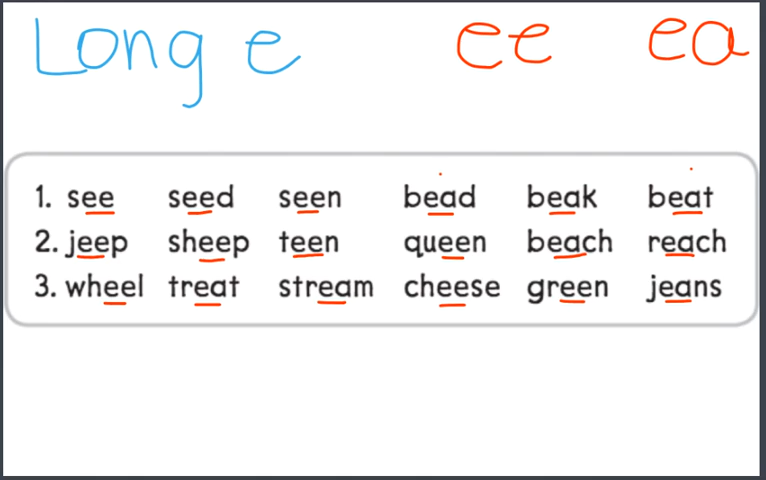 Long e ee ea
1. see seed seen bead beak beat
2. jeep sheep teen queen beach reach
3. wheel treat stream cheese green jeans